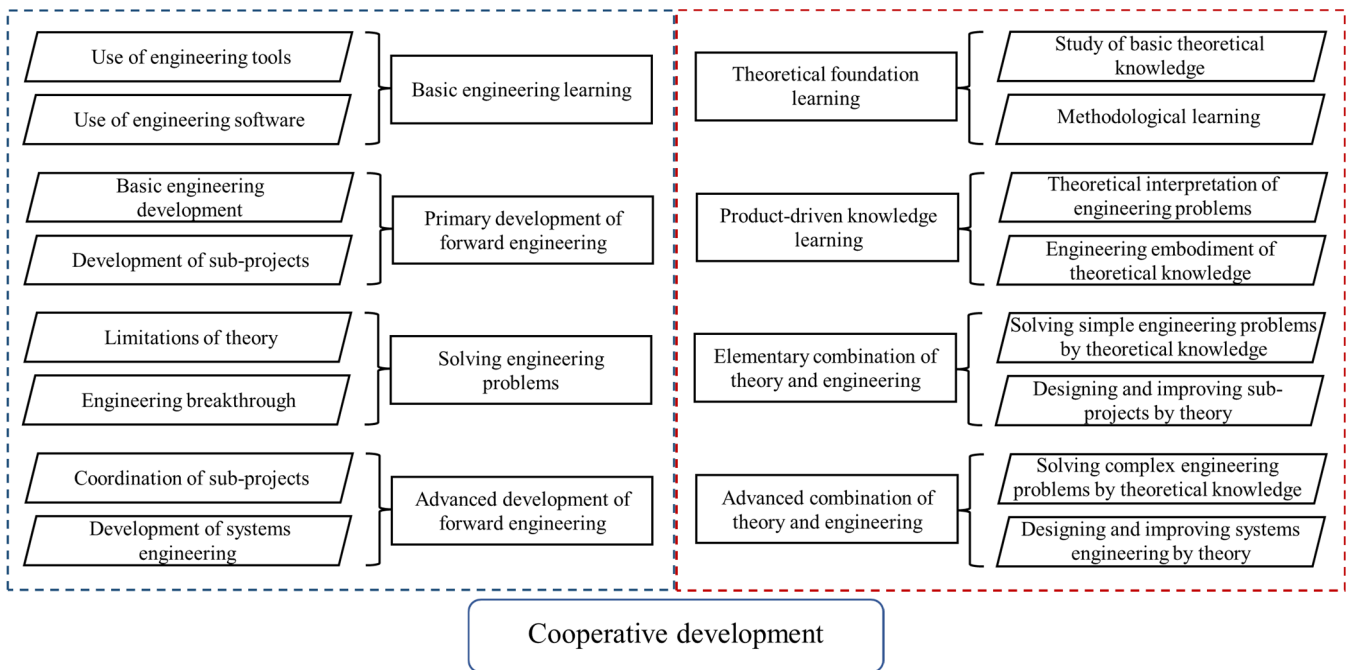 Use of engineering tools
Use of engineering software
Basic engineering learning
Basic engineering
development
Development of sub-projects
Primary development of
forward engineering
Limitations of theory
Engineering breakthrough
Solving engineering
problems
Coordination of sub-projects
Development of systems
engineering
Advanced development of
forward engineering
Theoretical foundation
learning
Study of basic theoretical
knowledge
Methodological learning
Product-driven knowledge
learning
Theoretical interpretation of
engineering problems
Engineering embodiment of
theoretical knowledge
Elementary combination of
theory and engineering
Solving simple engineering problems
by theoretical knowledge
Designing and improving sub-
projects by theory
Advanced combination of
theory and engineering
Solving complex engineering
problems by theoretical knowledge
Designing and improving systems
engineering by theory
Cooperative development